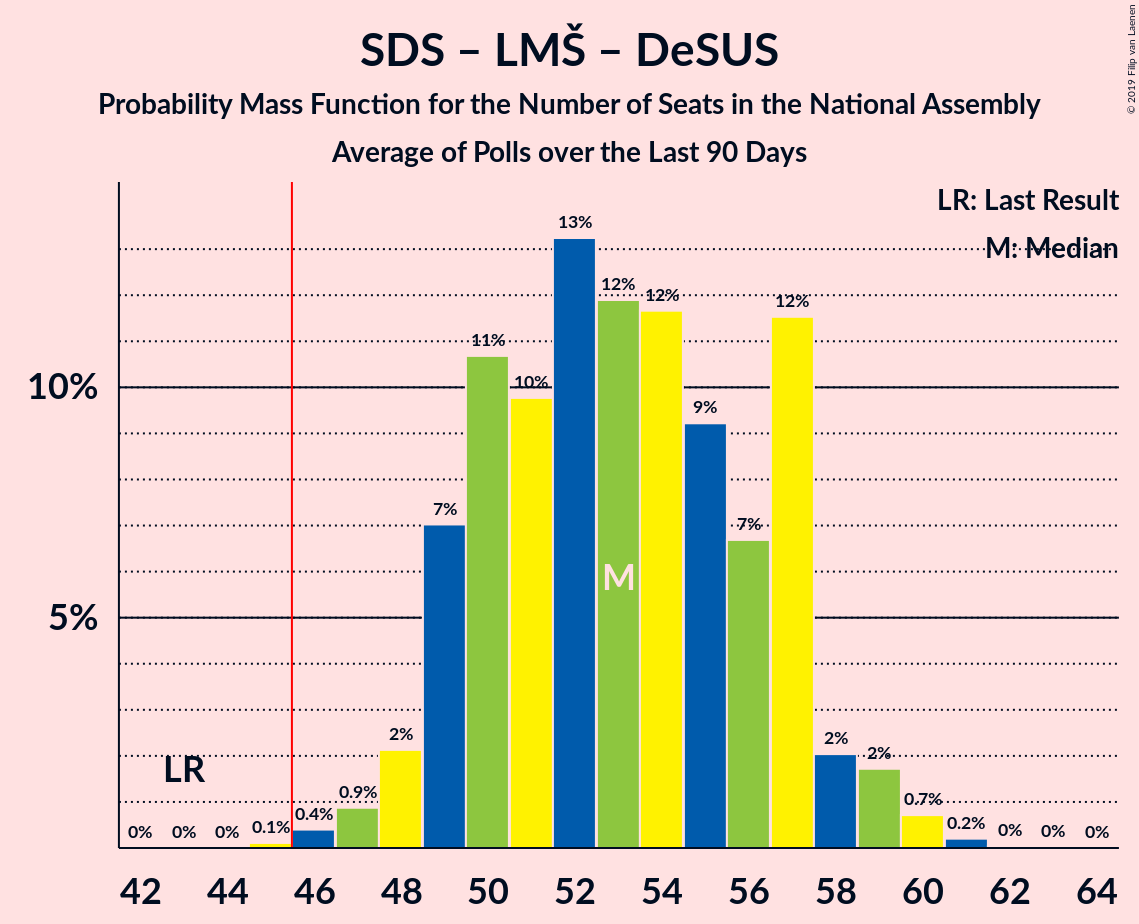 SDS – LMŠ – DeSUS
Probability Mass Function for the Number of Seats in the National Assembly
Average of Polls over the Last 90 Days
© 2019 Filip van Laenen
LR: Last Result
M: Median
10%
5%
0%
0%
0%
0.1%
0.4%
0.9%
2%
7%
11%
10%
13%
12%
12%
9%
7%
12%
2%
2%
0.7%
0.2%
0%
0%
0%
LR
M
42 44 46 48 50 52 54 56 58 60 62 64